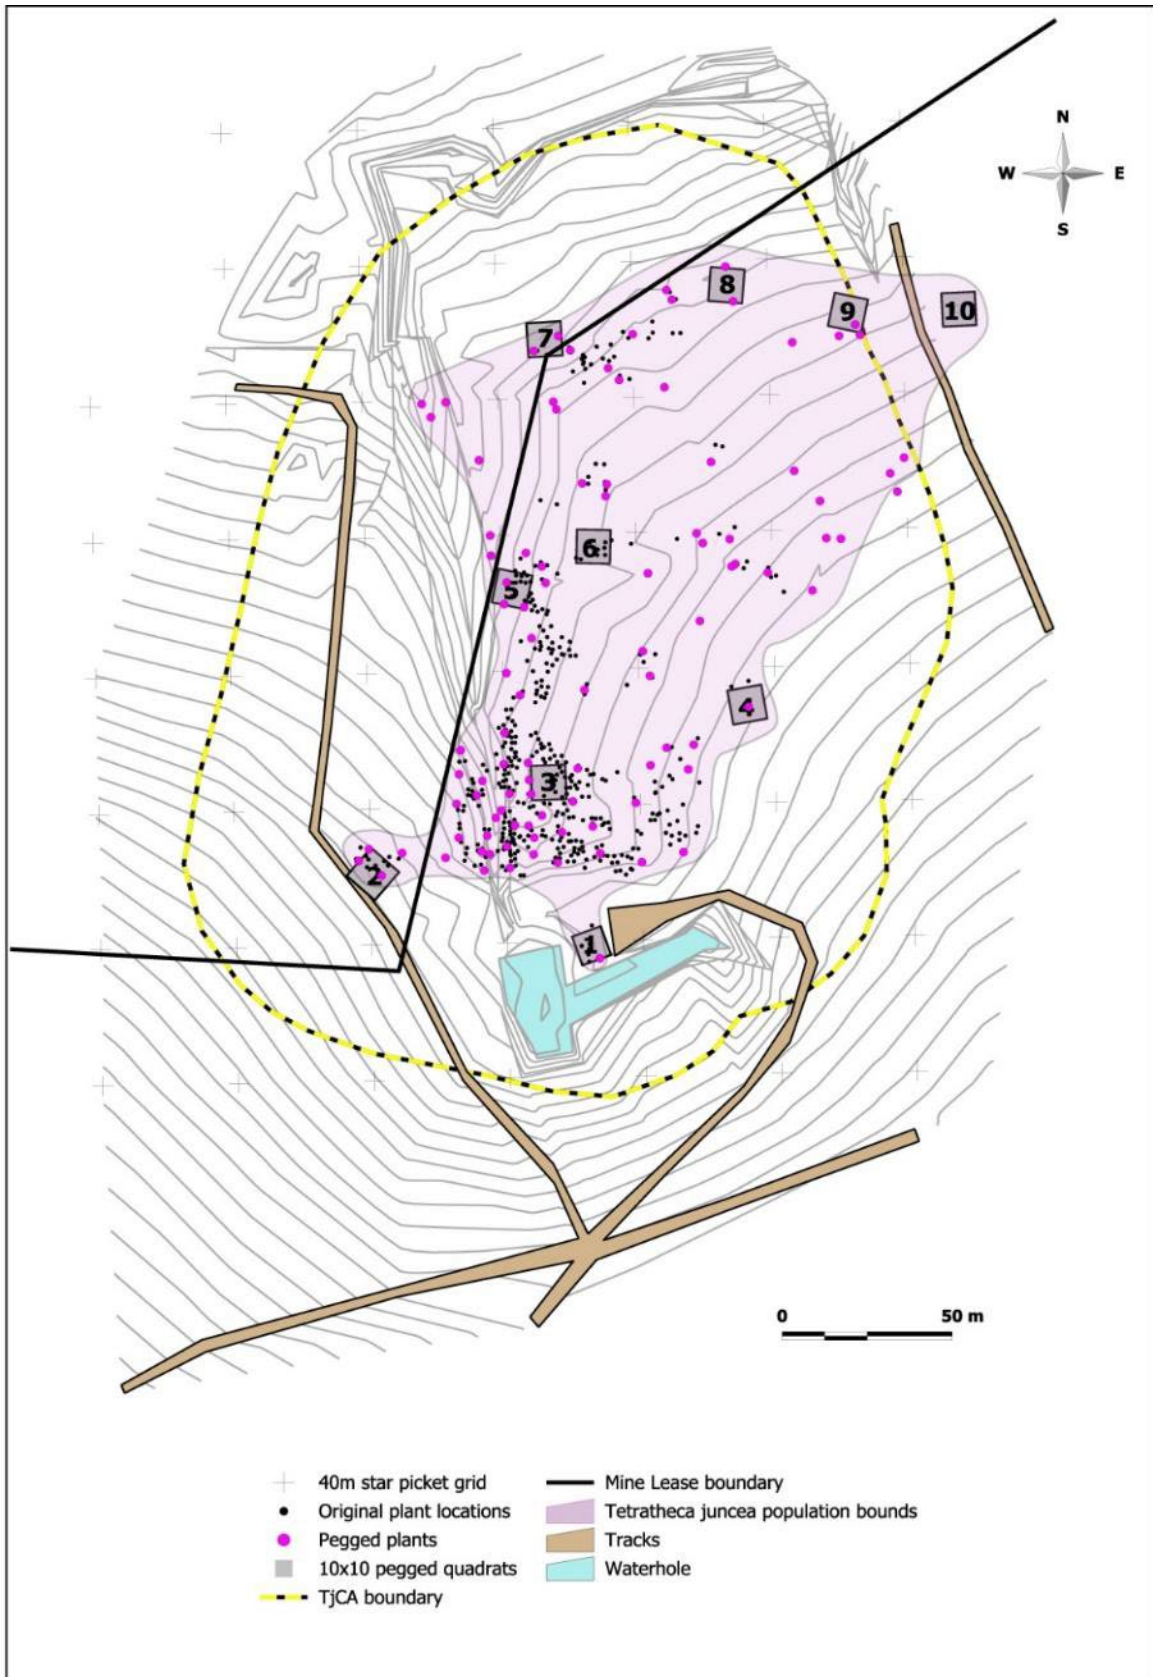 N
W E
S
8
9
10
7
6
5
4
3
2
1
0 50 m
40m star picket grid
Original plant locations
Pegged plants
10x10 pegged quadrats
TjCA boundary
Mine Lease boundary
Tetratheca juncea population bounds
Tracks
Waterhole